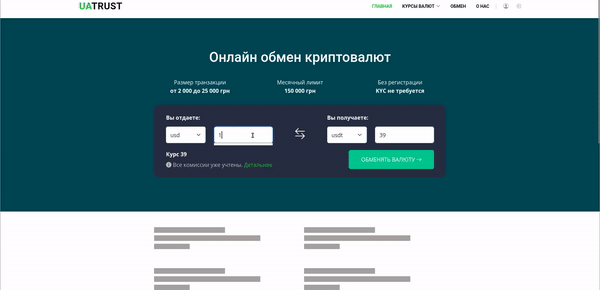 UATRUST
ГЛАВНАЯ КУРСЫ ВАЛЮТ ОБМЕН О НАС
Онлайн обмен криптовалют
Размер транзакции Месячный лимит Без регистрации
от 2 000 до 25 000 грн 150 000 грн KYC не требуется
Вы отдаете: Вы получаете:
usd 1 usdt 39
Курс 39
Все комиссии уже учтены. Детальнее
ОБМЕНЯТЬ ВАЛЮТУ